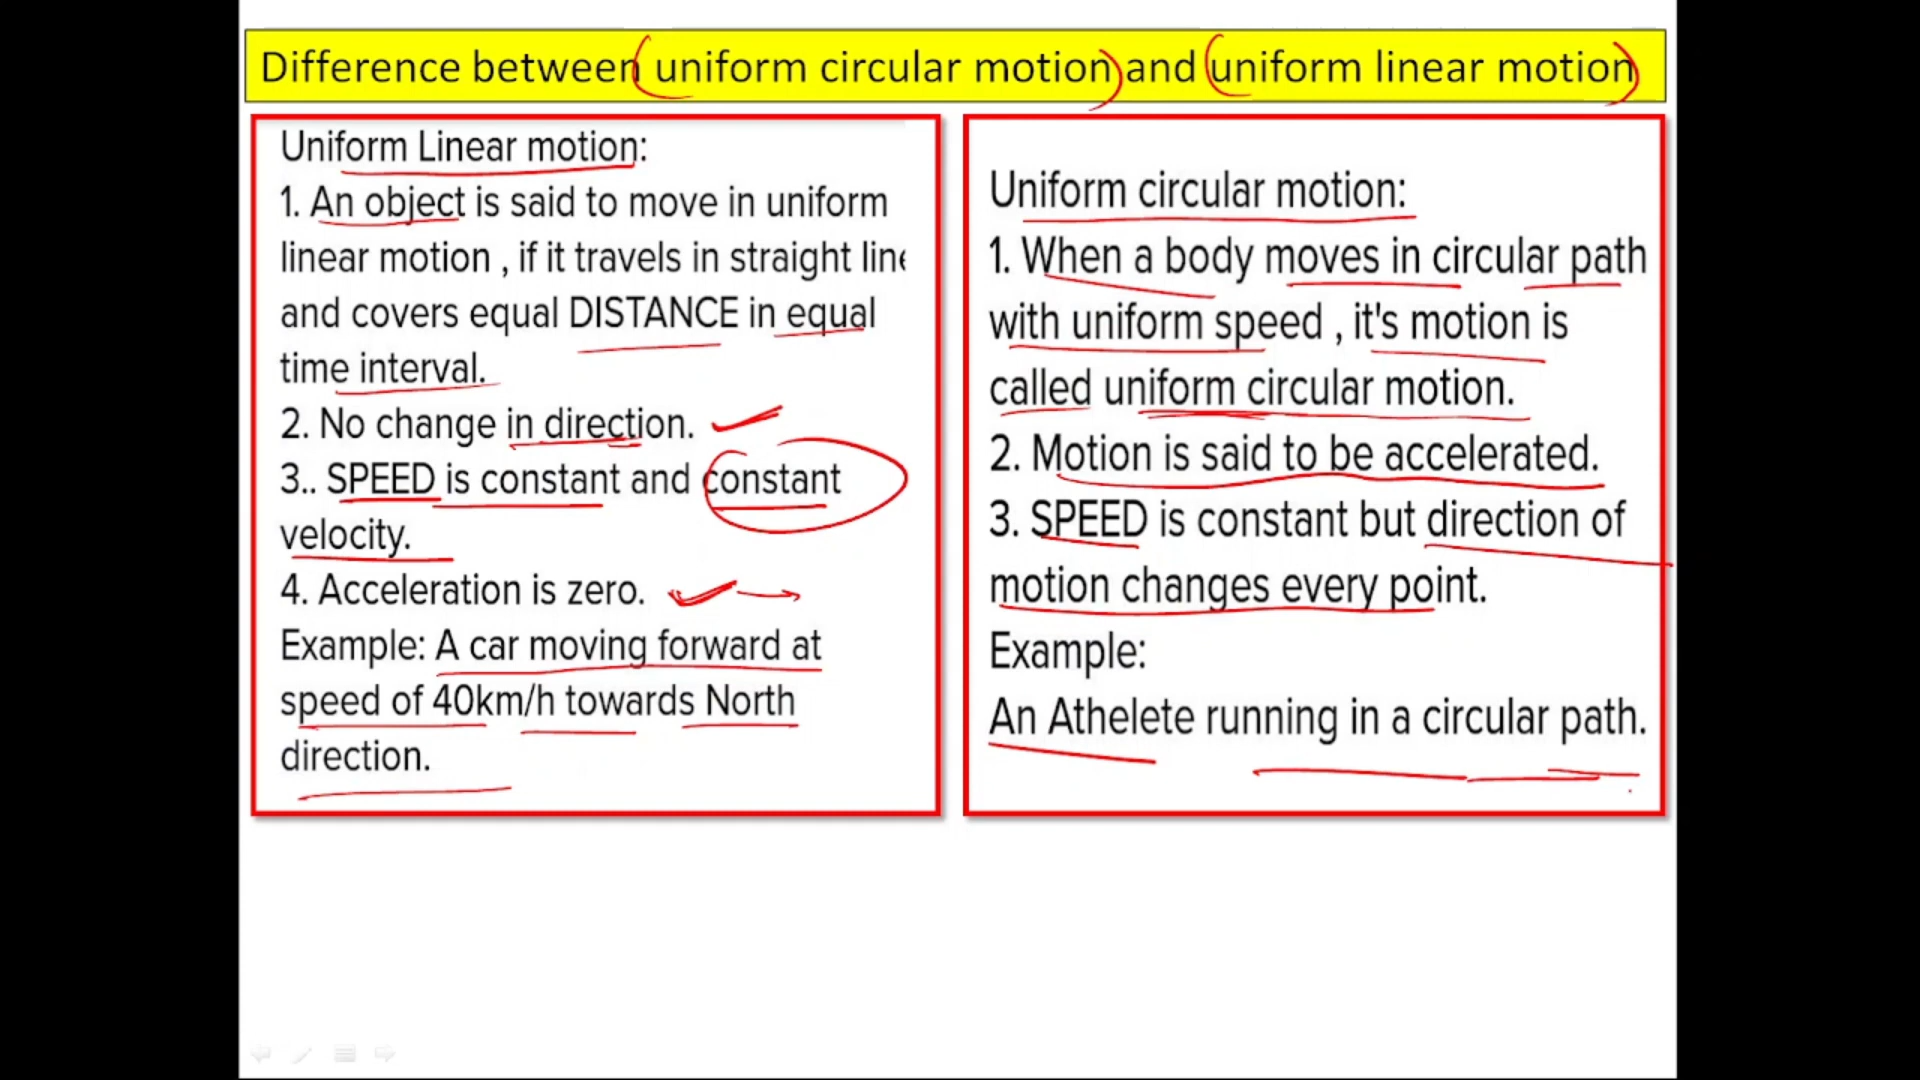 Difference between uniform circular motion and uniform linear motion
Uniform Linear motion:
1. An object is said to move in uniform
linear motion , if it travels in straight line
and covers equal DISTANCE in equal
time interval.
2. No change in direction.
3.. SPEED is constant and constant
velocity.
4. Acceleration is zero.
Example: A car moving forward at
speed of 40km/h towards North
direction.
Uniform circular motion:
1. When a body moves in circular path
with uniform speed , it's motion is
called uniform circular motion.
2. Motion is said to be accelerated.
3. SPEED is constant but direction of
motion changes every point.
Example:
An Athelete running in a circular path.